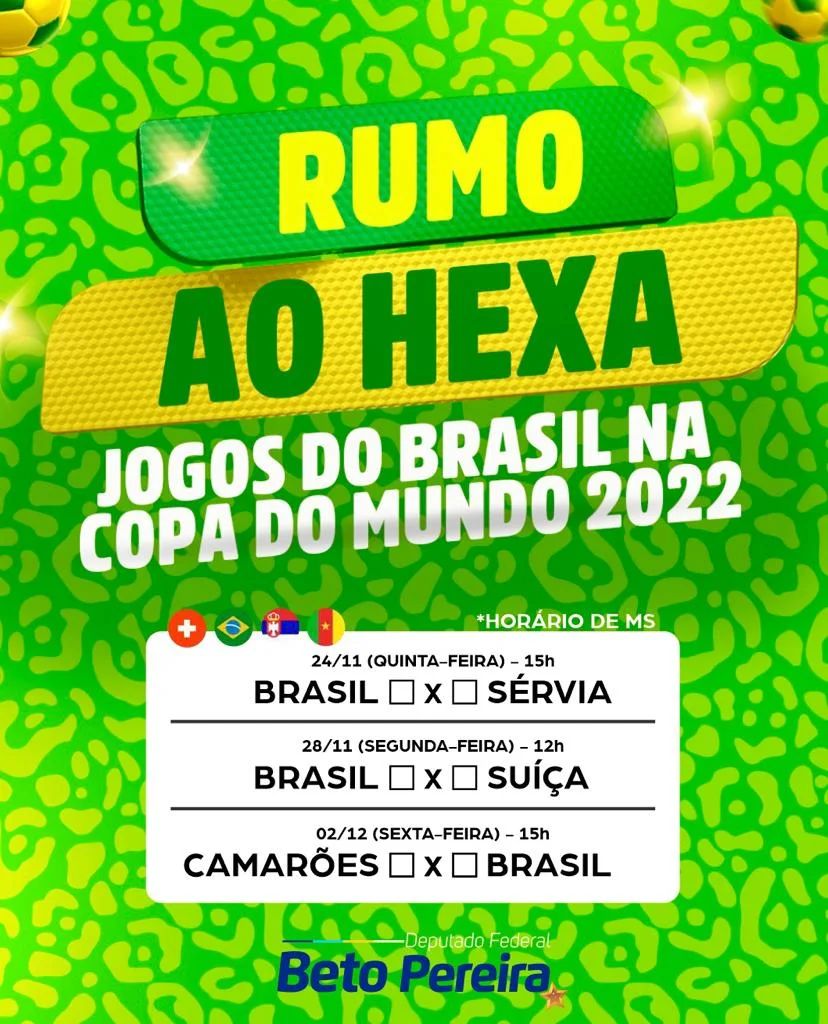 RUMO
AO HEXA
JOGOS DO BRASIL NA
COPA DO MUNDO 2022
*HORÁRIO DE MS
24/11 (QUINTA-FEIRA) - 15h
BRASIL □ X □ SÉRVIA
28/11 (SEGUNDA-FEIRA) - 12h
BRASIL □ X □ SUÍÇA
02/12 (SEXTA-FEIRA) - 15h
CAMARÕES □ X □ BRASIL
Deputado Federal
Beto Pereira